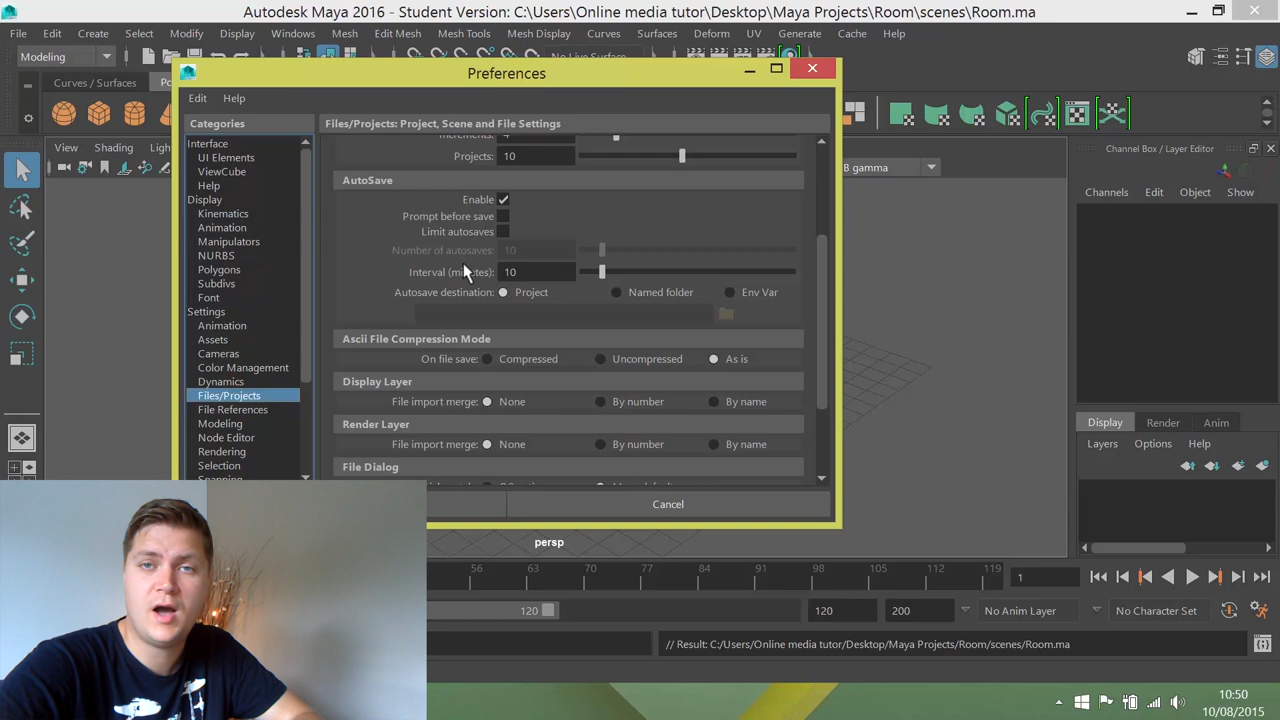 Autodesk Maya 2016 - Student Version: C:\Users\Online media tutor\Desktop\Maya Projects\Room\scenes\Room.ma
File Edit Create Select Modify Display Windows Mesh Edit Mesh Mesh Tools Mesh Display Curves Surfaces Deform UV Generate Cache Help
Modeling
No Live Surface
Preferences
Curves / Surfaces
Edit Help
Categories
Files/Projects: Project, Scene and File Settings
View Shading
Interface
UI Elements
ViewCube
Help
Display
Kinematics
Animation
Manipulators
NURBS
Polygons
Subdivs
Font
Settings
Animation
Assets
Cameras
Color Management
Dynamics
Files/Projects
File References
Modeling
Node Editor
Rendering
Selection
Snapping
Increments: 4
Projects: 10
AutoSave
Enable
Prompt before save
Limit autosaves
Number of autosaves: 10
Interval (minutes): 10
Autosave destination: Project Named folder Env Var
Ascii File Compression Mode
On file save: Compressed Uncompressed As is
Display Layer
File import merge: None By number By name
Render Layer
File import merge: None By number By name
File Dialog
Cancel
gamma
Channel Box / Layer Editor
Channels Edit Object Show
Display Render Anim
Layers Options Help
persp
56 63 70 77 84 91 98 105 112 119
1
120 120 200 No Anim Layer No Character Set
// Result: C:/Users/Online media tutor/Desktop/Maya Projects/Room/scenes/Room.ma
10:50
10/08/2015